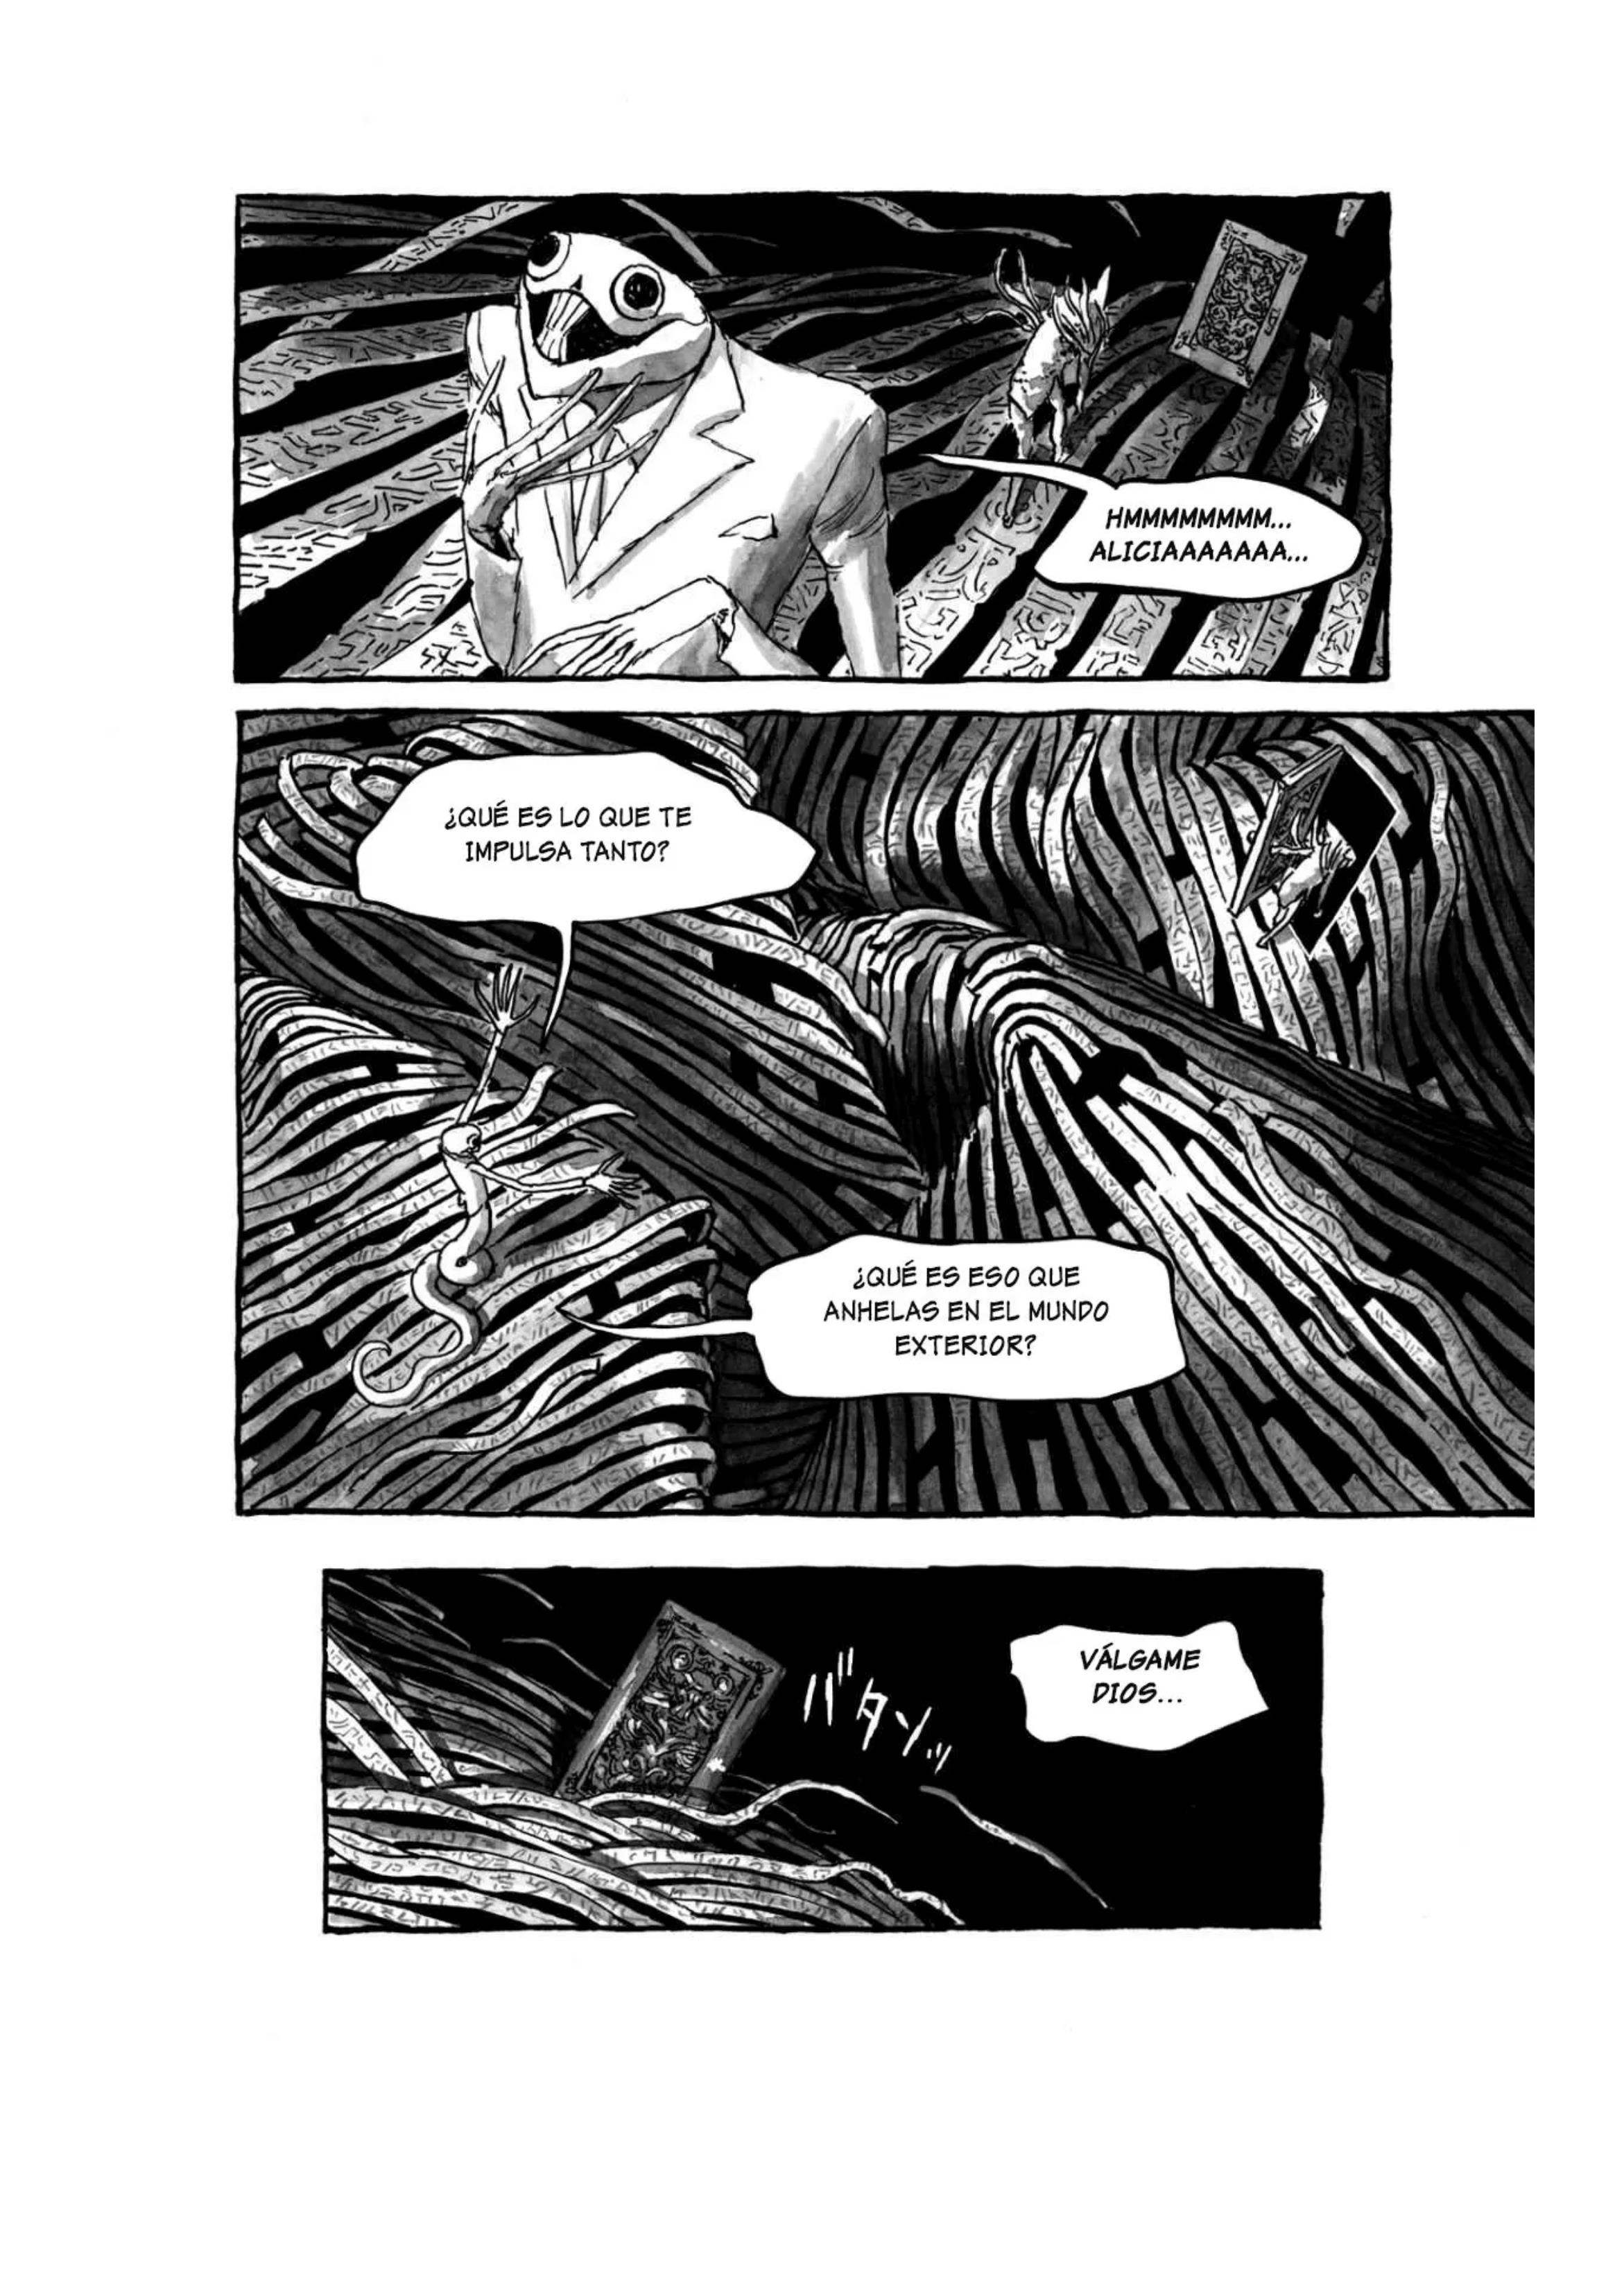 HMMMMMMMM...
ALICIAAAAAAA...
¿QUÉ ES LO QUE TE
IMPULSA TANTO?
¿QUÉ ES ESO QUE
ANHELAS EN EL MUNDO
EXTERIOR?
バタンッ
VÁLGAME
DIOS...